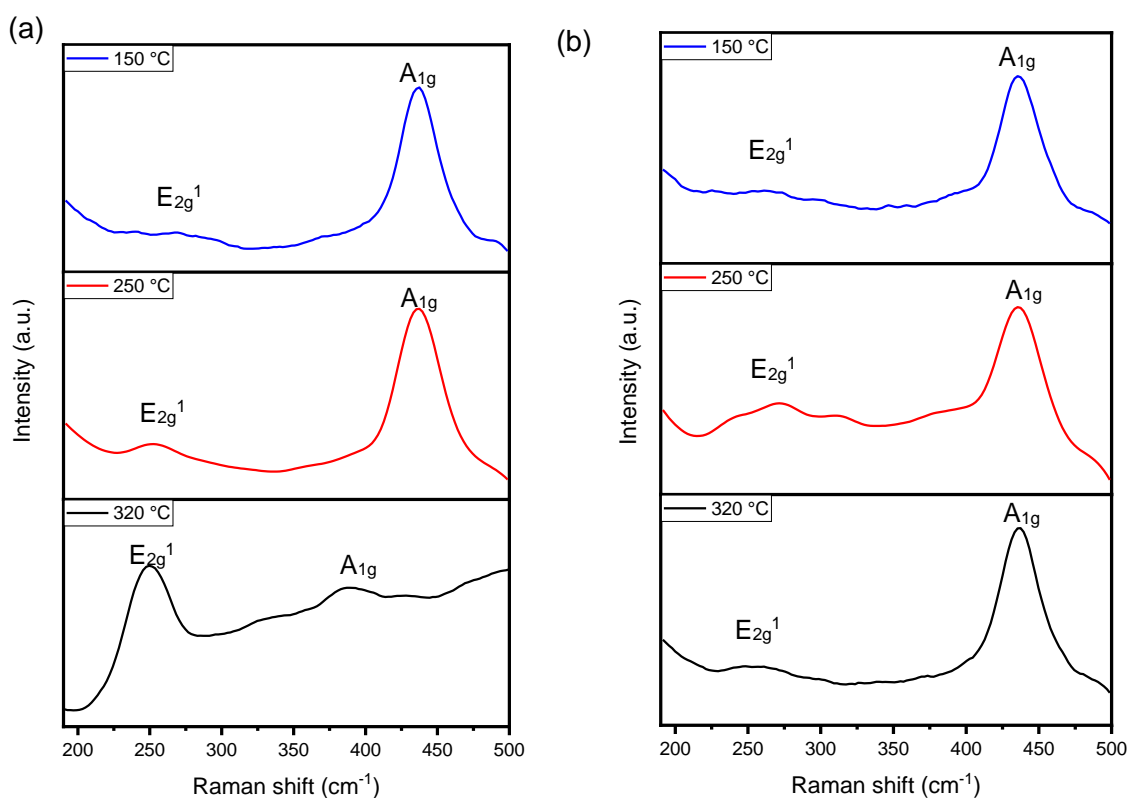 (a)
150 °C
A1g
E2g1
250 °C
A1g
E2g1
320 °C
E2g1
A1g
Intensity (a.u.)
200 250 300 350 400 450 500
Raman shift (cm-1)
(b)
150 °C
A1g
E2g1
250 °C
A1g
E2g1
320 °C
A1g
E2g1
Intensity (a.u.)
200 250 300 350 400 450 500
Raman shift (cm-1)